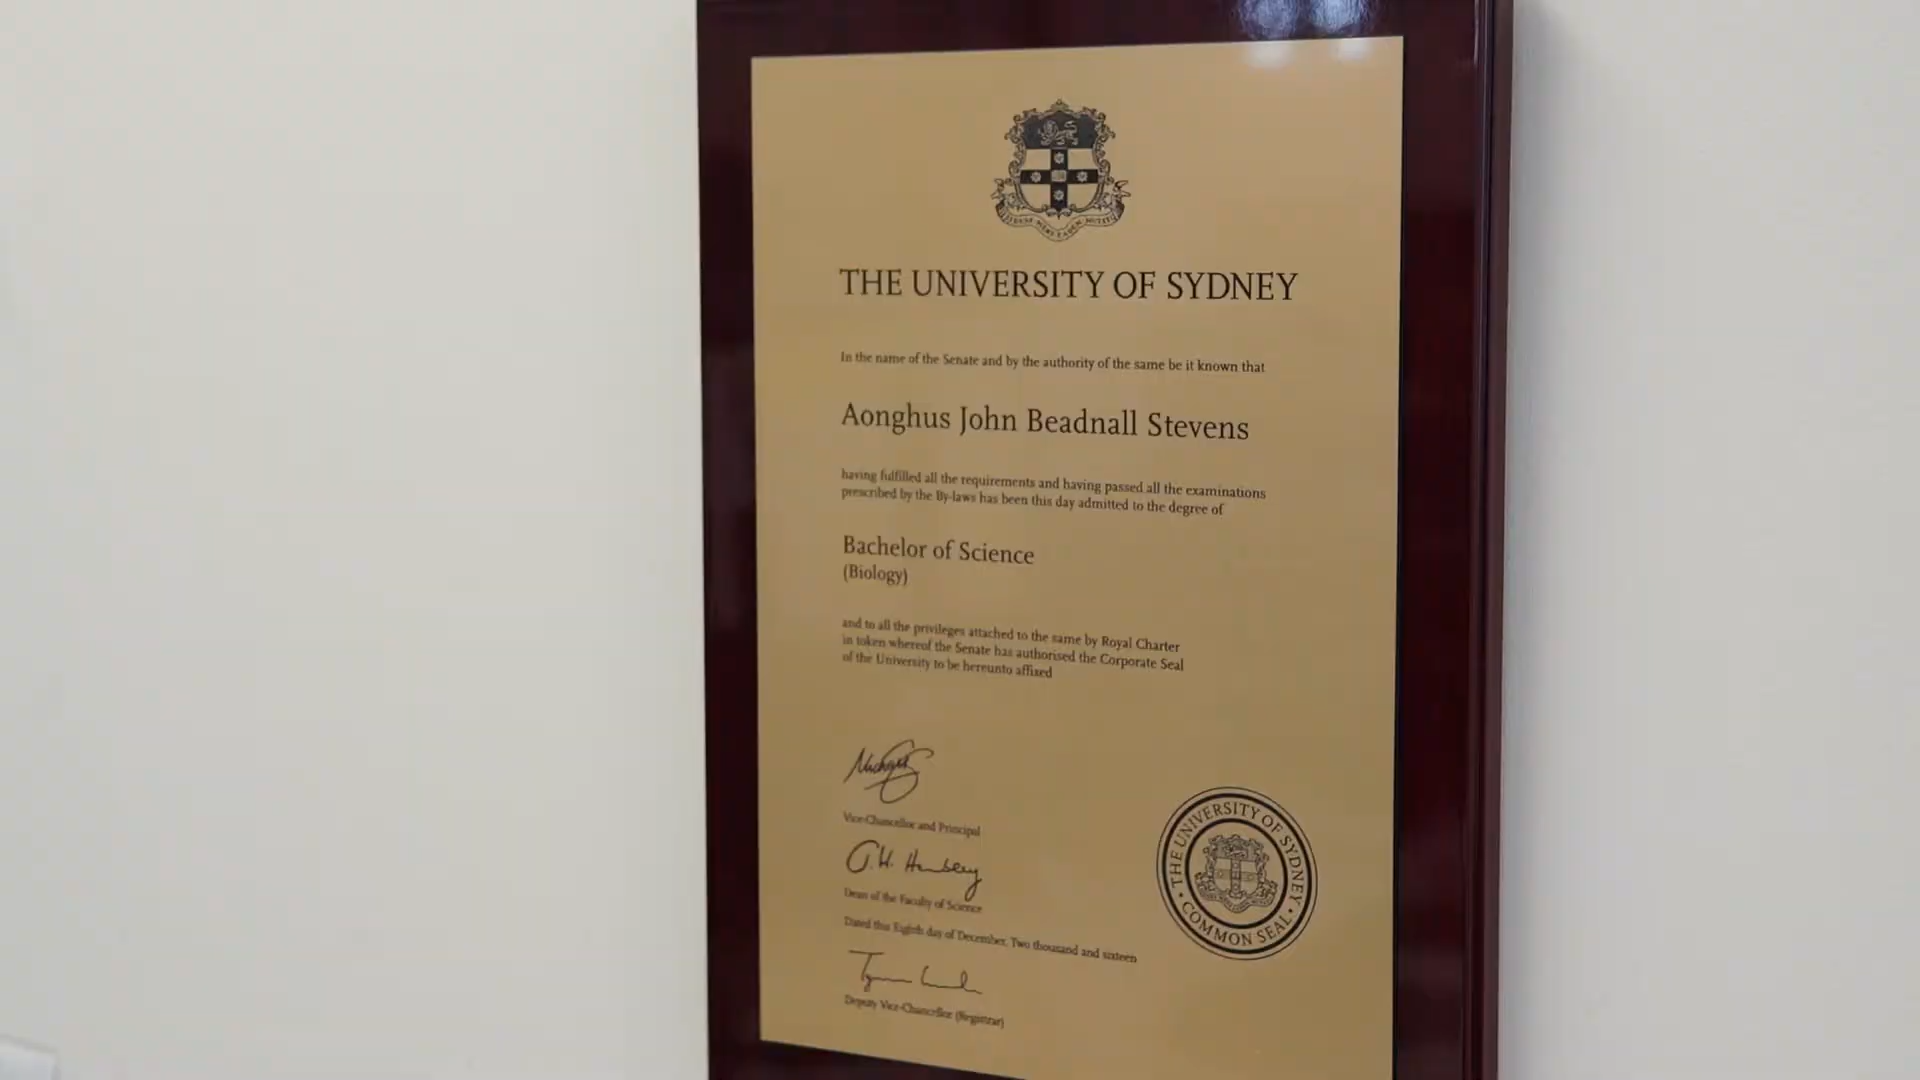 THE UNIVERSITY OF SYDNEY
In the name of the Senate and by the authority of the same be it known that
Aonghus John Beadnall Stevens
having fulfilled all the requirements and having passed all the examinations
prescribed by the By-laws has been this day admitted to the degree of
Bachelor of Science
(Biology)
and to all the privileges attached to the same by Royal Charter
in token whereof the Senate has authorised the Corporate Seal
of the University to be hereunto affixed
Vice-Chancellor and Principal
Dean of the Faculty of Science
Dated this Eighth day of December, Two thousand and sixteen
Deputy Vice-Chancellor (Registrar)
THE UNIVERSITY OF SYDNEY
COMMON SEAL